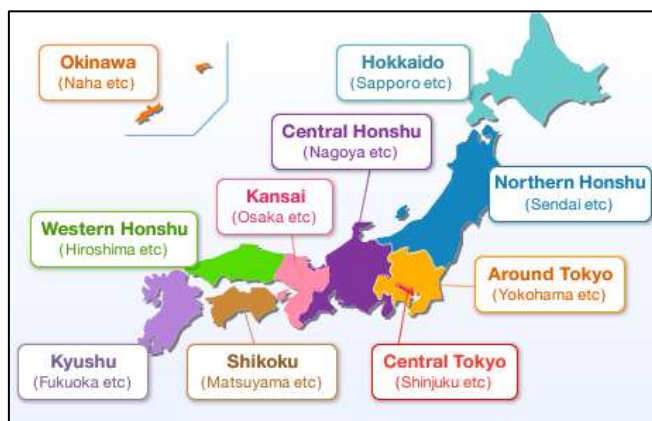 Okinawa
(Naha etc)
Hokkaido
(Sapporo etc)
Central Honshu
(Nagoya etc)
Kansai
(Osaka etc)
Northern Honshu
(Sendai etc)
Western Honshu
(Hiroshima etc)
Around Tokyo
(Yokohama etc)
Kyushu
(Fukuoka etc)
Shikoku
(Matsuyama etc)
Central Tokyo
(Shinjuku etc)